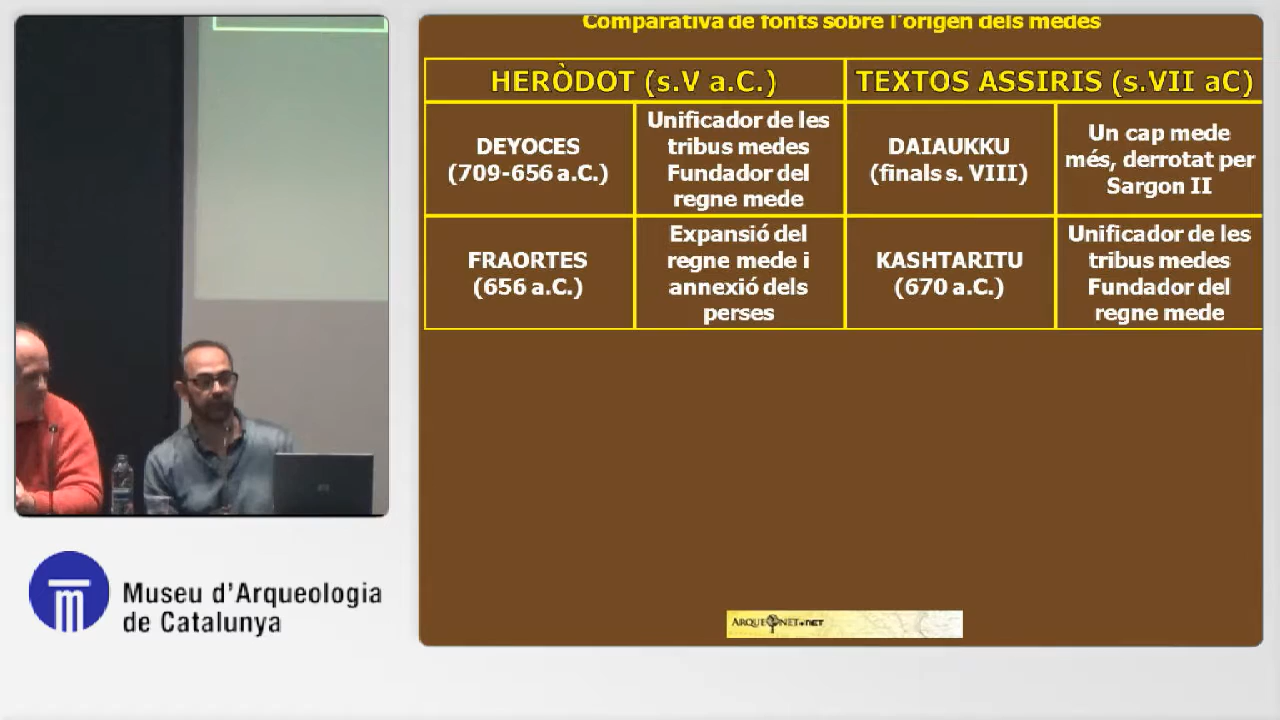 Comparativa de fonts sobre l'origen dels medes
HERÒDOT (s.V a.C.)
TEXTOS ASSIRIS (s.VII aC)
DEYOCES
(709-656 a.C.)
Unificador de les
tribus medes
Fundador del
regne mede
DAIAUKKU
(finals s. VIII)
Un cap mede
més, derrotat per
Sargon II
FRAORTES
(656 a.C.)
Expansió del
regne mede i
annexió dels
perses
KASHTARITU
(670 a.C.)
Unificador de les
tribus medes
Fundador del
regne mede
m
Museu d'Arqueologia
de Catalunya
ARQUEONET.NET